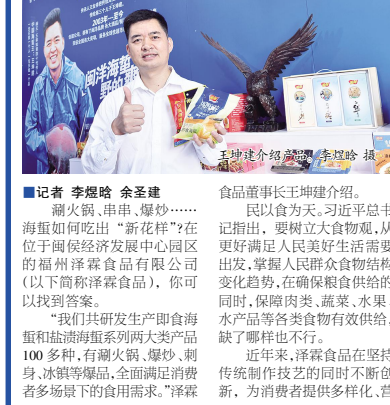 闽洋海蜇
野的
2003年一至今
王坤建介绍产品。李煜晗 摄
■记者 李煜晗 余圣建
涮火锅、串串、爆炒……
海蜇如何吃出“新花样”?在
位于闽侯经济发展中心园区
的福州泽霖食品有限公司
(以下简称泽霖食品),你可
以找到答案。
“我们共研发生产即食海
蜇和盐渍海蜇系列两大类产品
100多种,有涮火锅、爆炒、刺
身、冰镇等爆品,全面满足消费
者多场景下的食用需求。”泽霖
食品董事长王坤建介绍。
民以食为天。习近平总书
记指出,要树立大食物观,从
更好满足人民美好生活需要
出发,掌握人民群众食物结构
变化趋势,在确保粮食供给的
同时,保障肉类、蔬菜、水果、
水产品等各类食物有效供给,
缺了哪样也不行。
近年来,泽霖食品在坚持
传统制作技艺的同时不断创
新,为消费者提供多样化、营